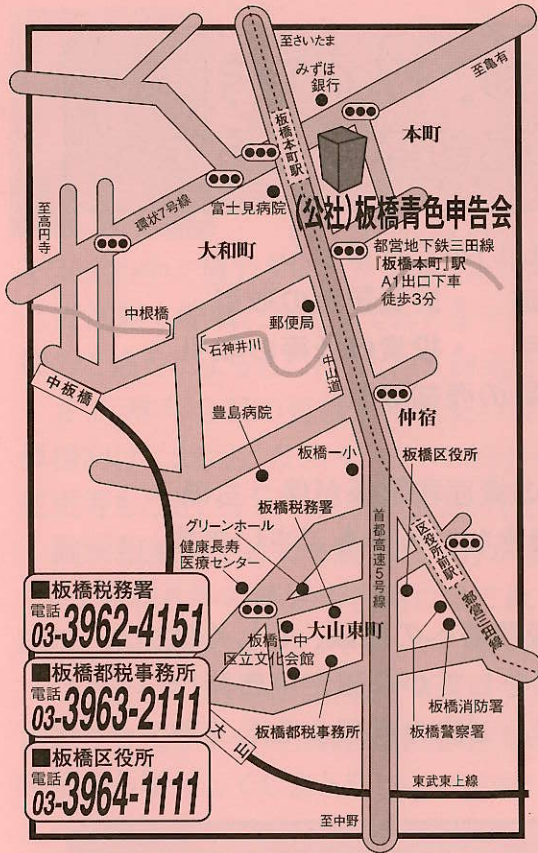 至さいたま
みずほ
銀行
至亀有
板橋本町駅
本町
至高円寺
環状7号線
富士見病院
(公社)板橋青色申告会
大和町
都営地下鉄三田線
『板橋本町』駅
A1出口下車
徒歩3分
中根橋
郵便局
石神井川
中山道
中板橋
仲宿
豊島病院
板橋一小
板橋区役所
板橋税務署
グリーンホール
首都高速5号線
区役所前駅
健康長寿
医療センター
都営三田線
大山東町
板橋一中
区立文化会館
板橋消防署
板橋都税事務所
板橋警察署
大山
東武東上線
至中野
■板橋税務署
電話
03-3962-4151
■板橋都税事務所
電話
03-3963-2111
■板橋区役所
電話
03-3964-1111